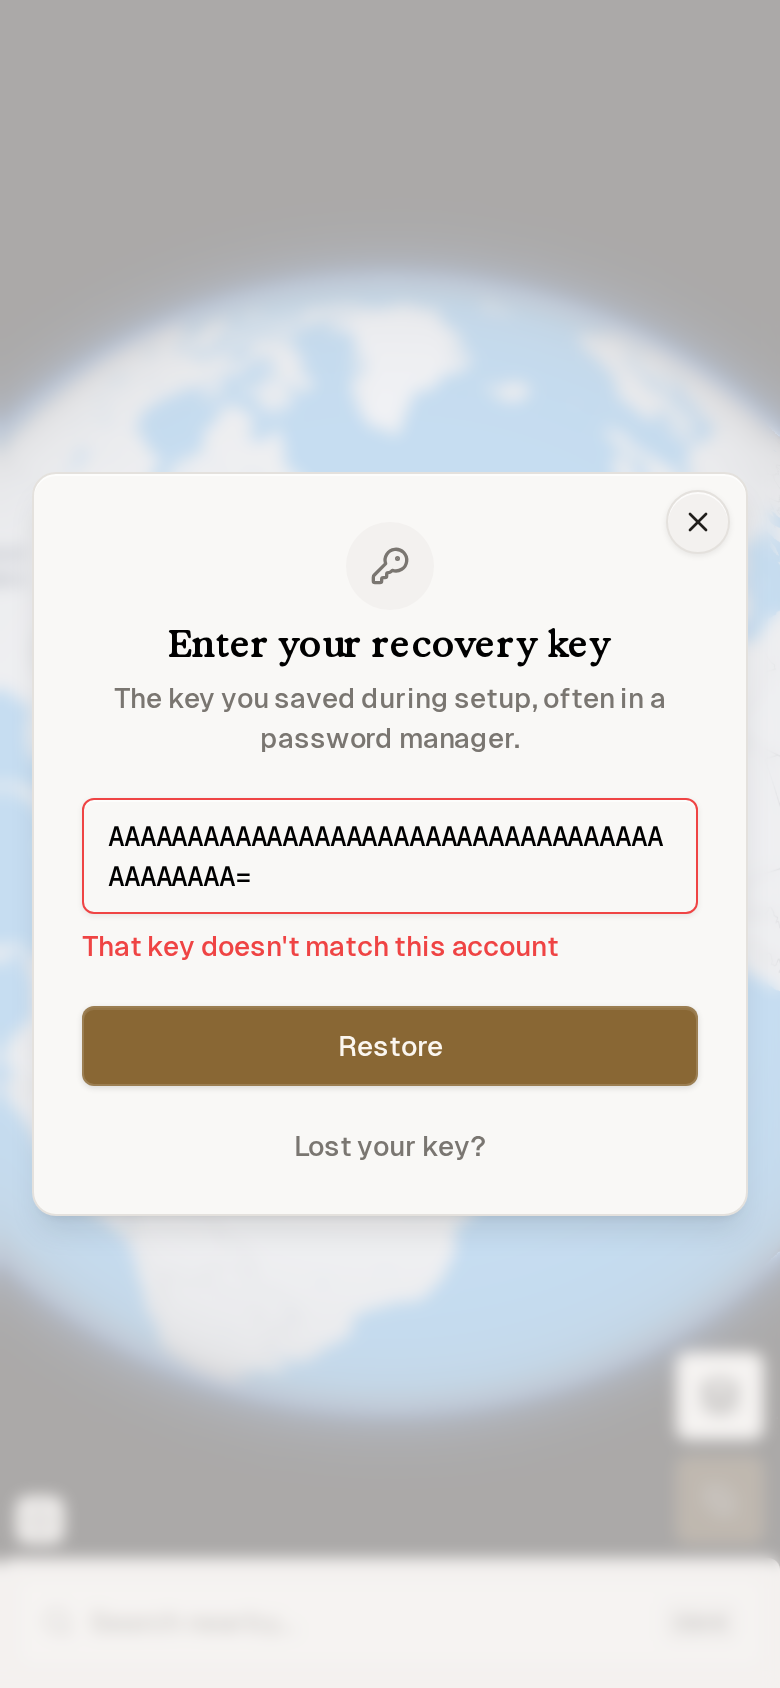 Enter your recovery key
The key you saved during setup, often in a
password manager.
AAAAAAAAAAAAAAAAAAAAAAAAAAAAAAAAAAA
AAAAAAAA=
That key doesn't match this account
Restore
Lost your key?